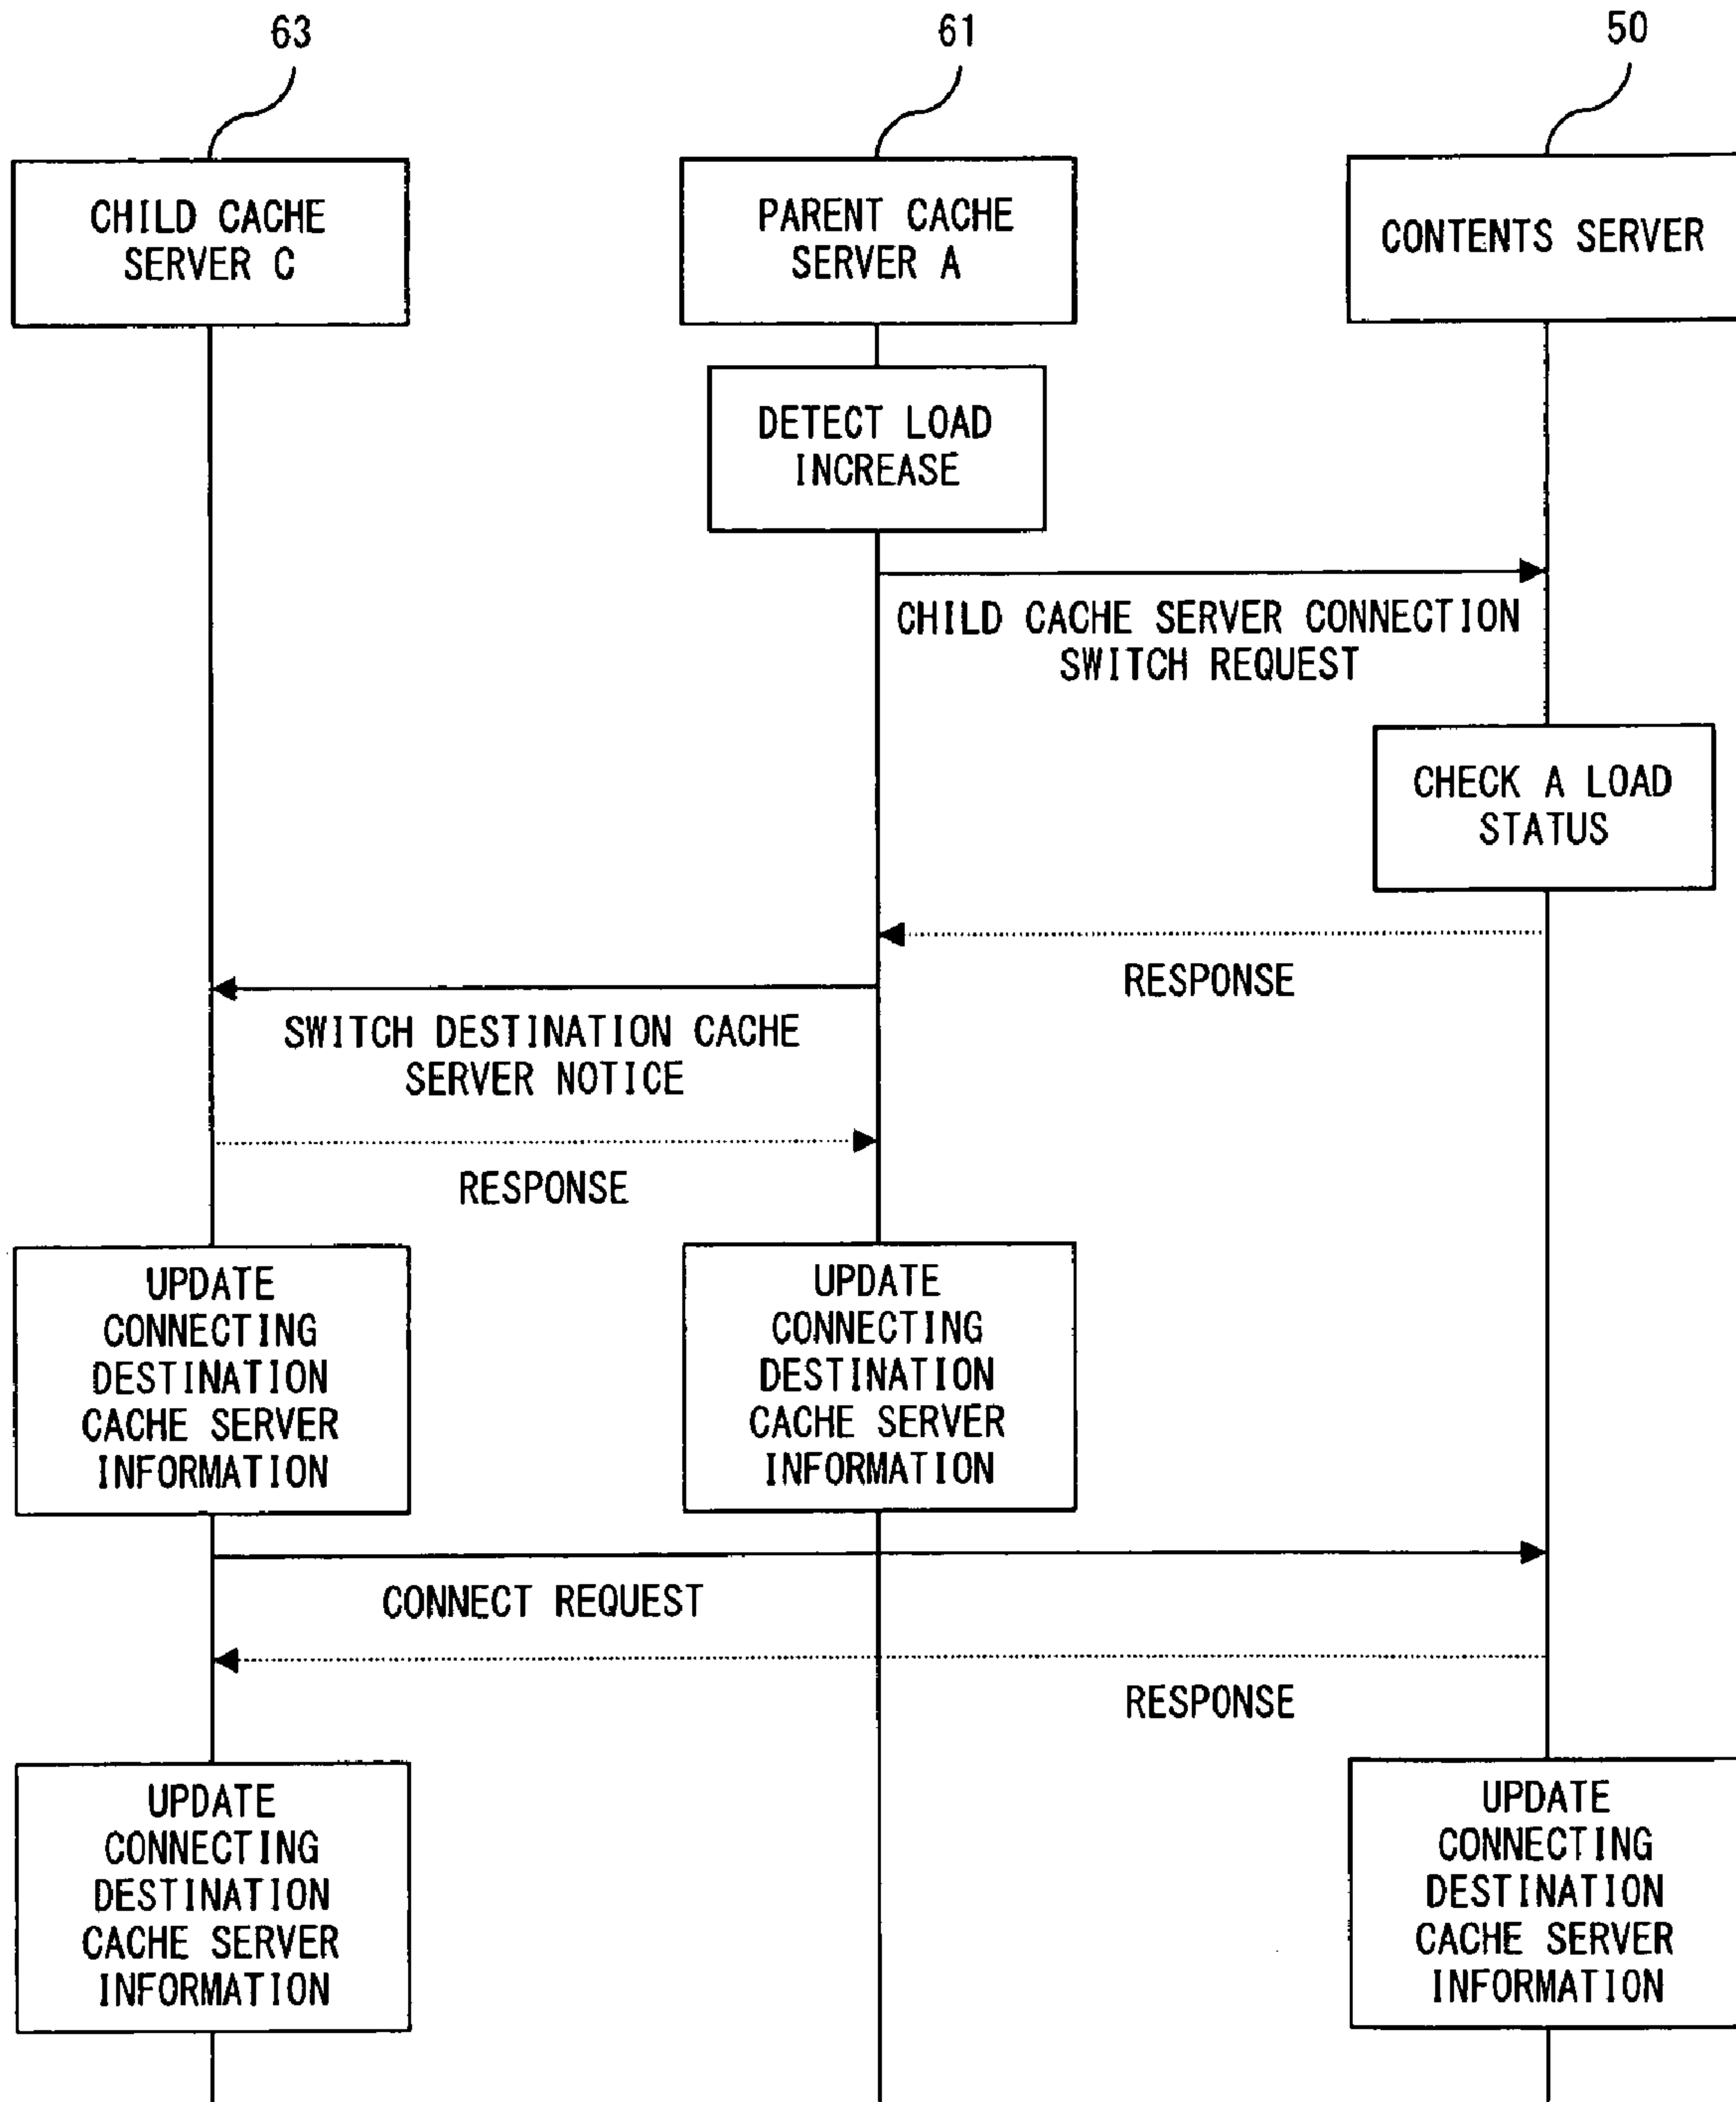 63
61
50
CHILD CACHE
SERVER C
PARENT CACHE
SERVER A
CONTENTS SERVER
DETECT LOAD
INCREASE
CHILD CACHE SERVER CONNECTION
SWITCH REQUEST
CHECK A LOAD
STATUS
RESPONSE
SWITCH DESTINATION CACHE
SERVER NOTICE
RESPONSE
UPDATE
CONNECTING
DESTINATION
CACHE SERVER
INFORMATION
UPDATE
CONNECTING
DESTINATION
CACHE SERVER
INFORMATION
CONNECT REQUEST
RESPONSE
UPDATE
CONNECTING
DESTINATION
CACHE SERVER
INFORMATION
UPDATE
CONNECTING
DESTINATION
CACHE SERVER
INFORMATION